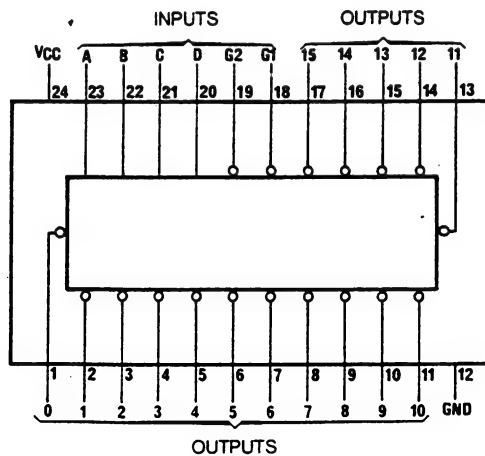 INPUTS OUTPUTS
VCC A B C D G2 G1 15 14 13 12 11
24 23 22 21 20 19 18 17 16 15 14 13
1 2 3 4 5 6 7 8 9 10 11 12
0 1 2 3 4 5 6 7 8 9 10 GND
OUTPUTS